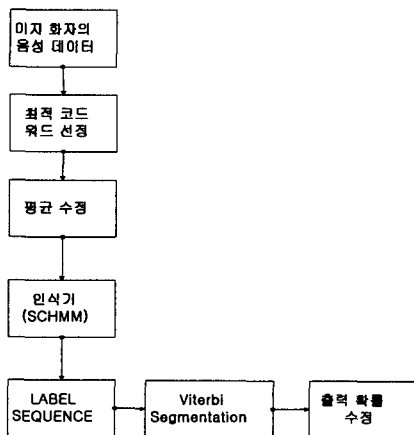 미지 화자의
음성 데이터
최적 코드
워드 선정
평균 수정
인식기
(SCHMM)
LABEL
SEQUENCE
Viterbi
Segmentation
출력 확률
수정